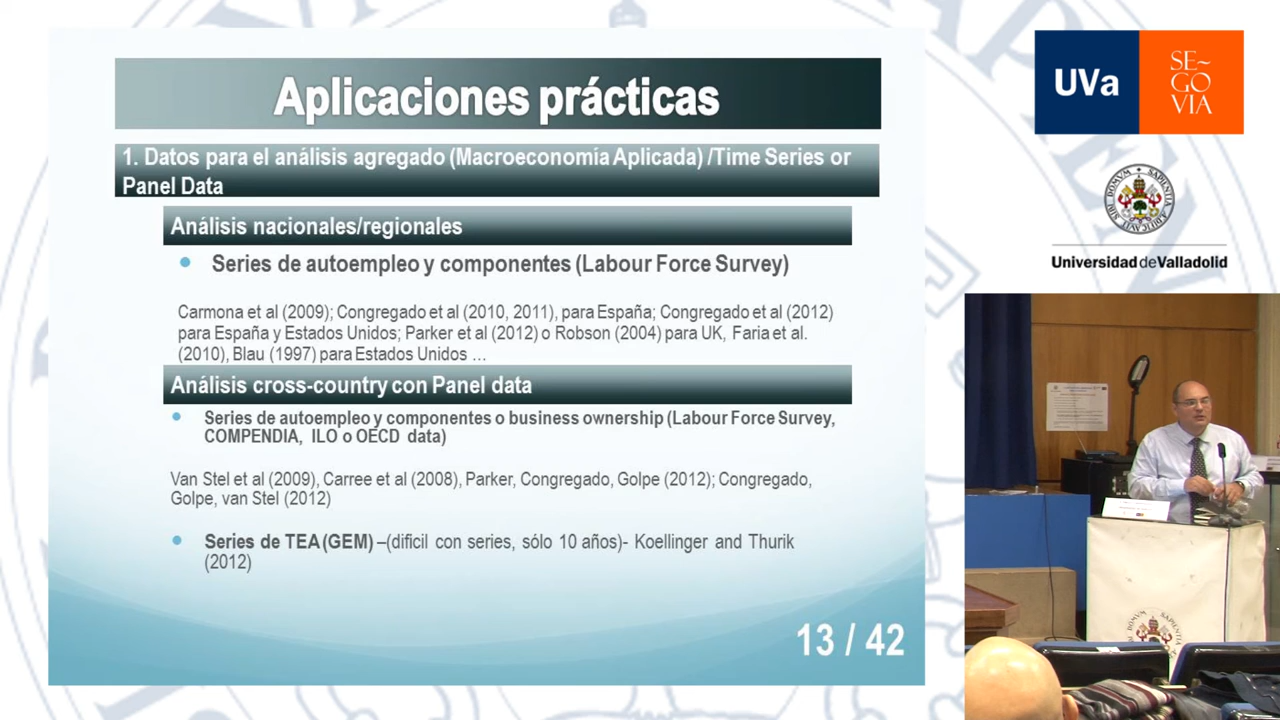 Aplicaciones prácticas
1. Datos para el análisis agregado (Macroeconomía Aplicada) /Time Series or
Panel Data
Análisis nacionales/regionales
Series de autoempleo y componentes (Labour Force Survey)
Carmona et al (2009); Congregado et al (2010, 2011), para España; Congregado et al (2012)
para España y Estados Unidos; Parker et al (2012) o Robson (2004) para UK, Faria et al.
(2010), Blau (1997) para Estados Unidos ...
Análisis cross-country con Panel data
Series de autoempleo y componentes o business ownership (Labour Force Survey,
COMPENDIA, ILO o OECD data)
Van Stel et al (2009), Carree et al (2008), Parker, Congregado, Golpe (2012); Congregado,
Golpe, van Stel (2012)
Series de TEA (GEM) –(dificil con series, sólo 10 años)- Koellinger and Thurik
(2012)
13 / 42
UVa
SE~
GO
VIA
Universidad de Valladolid